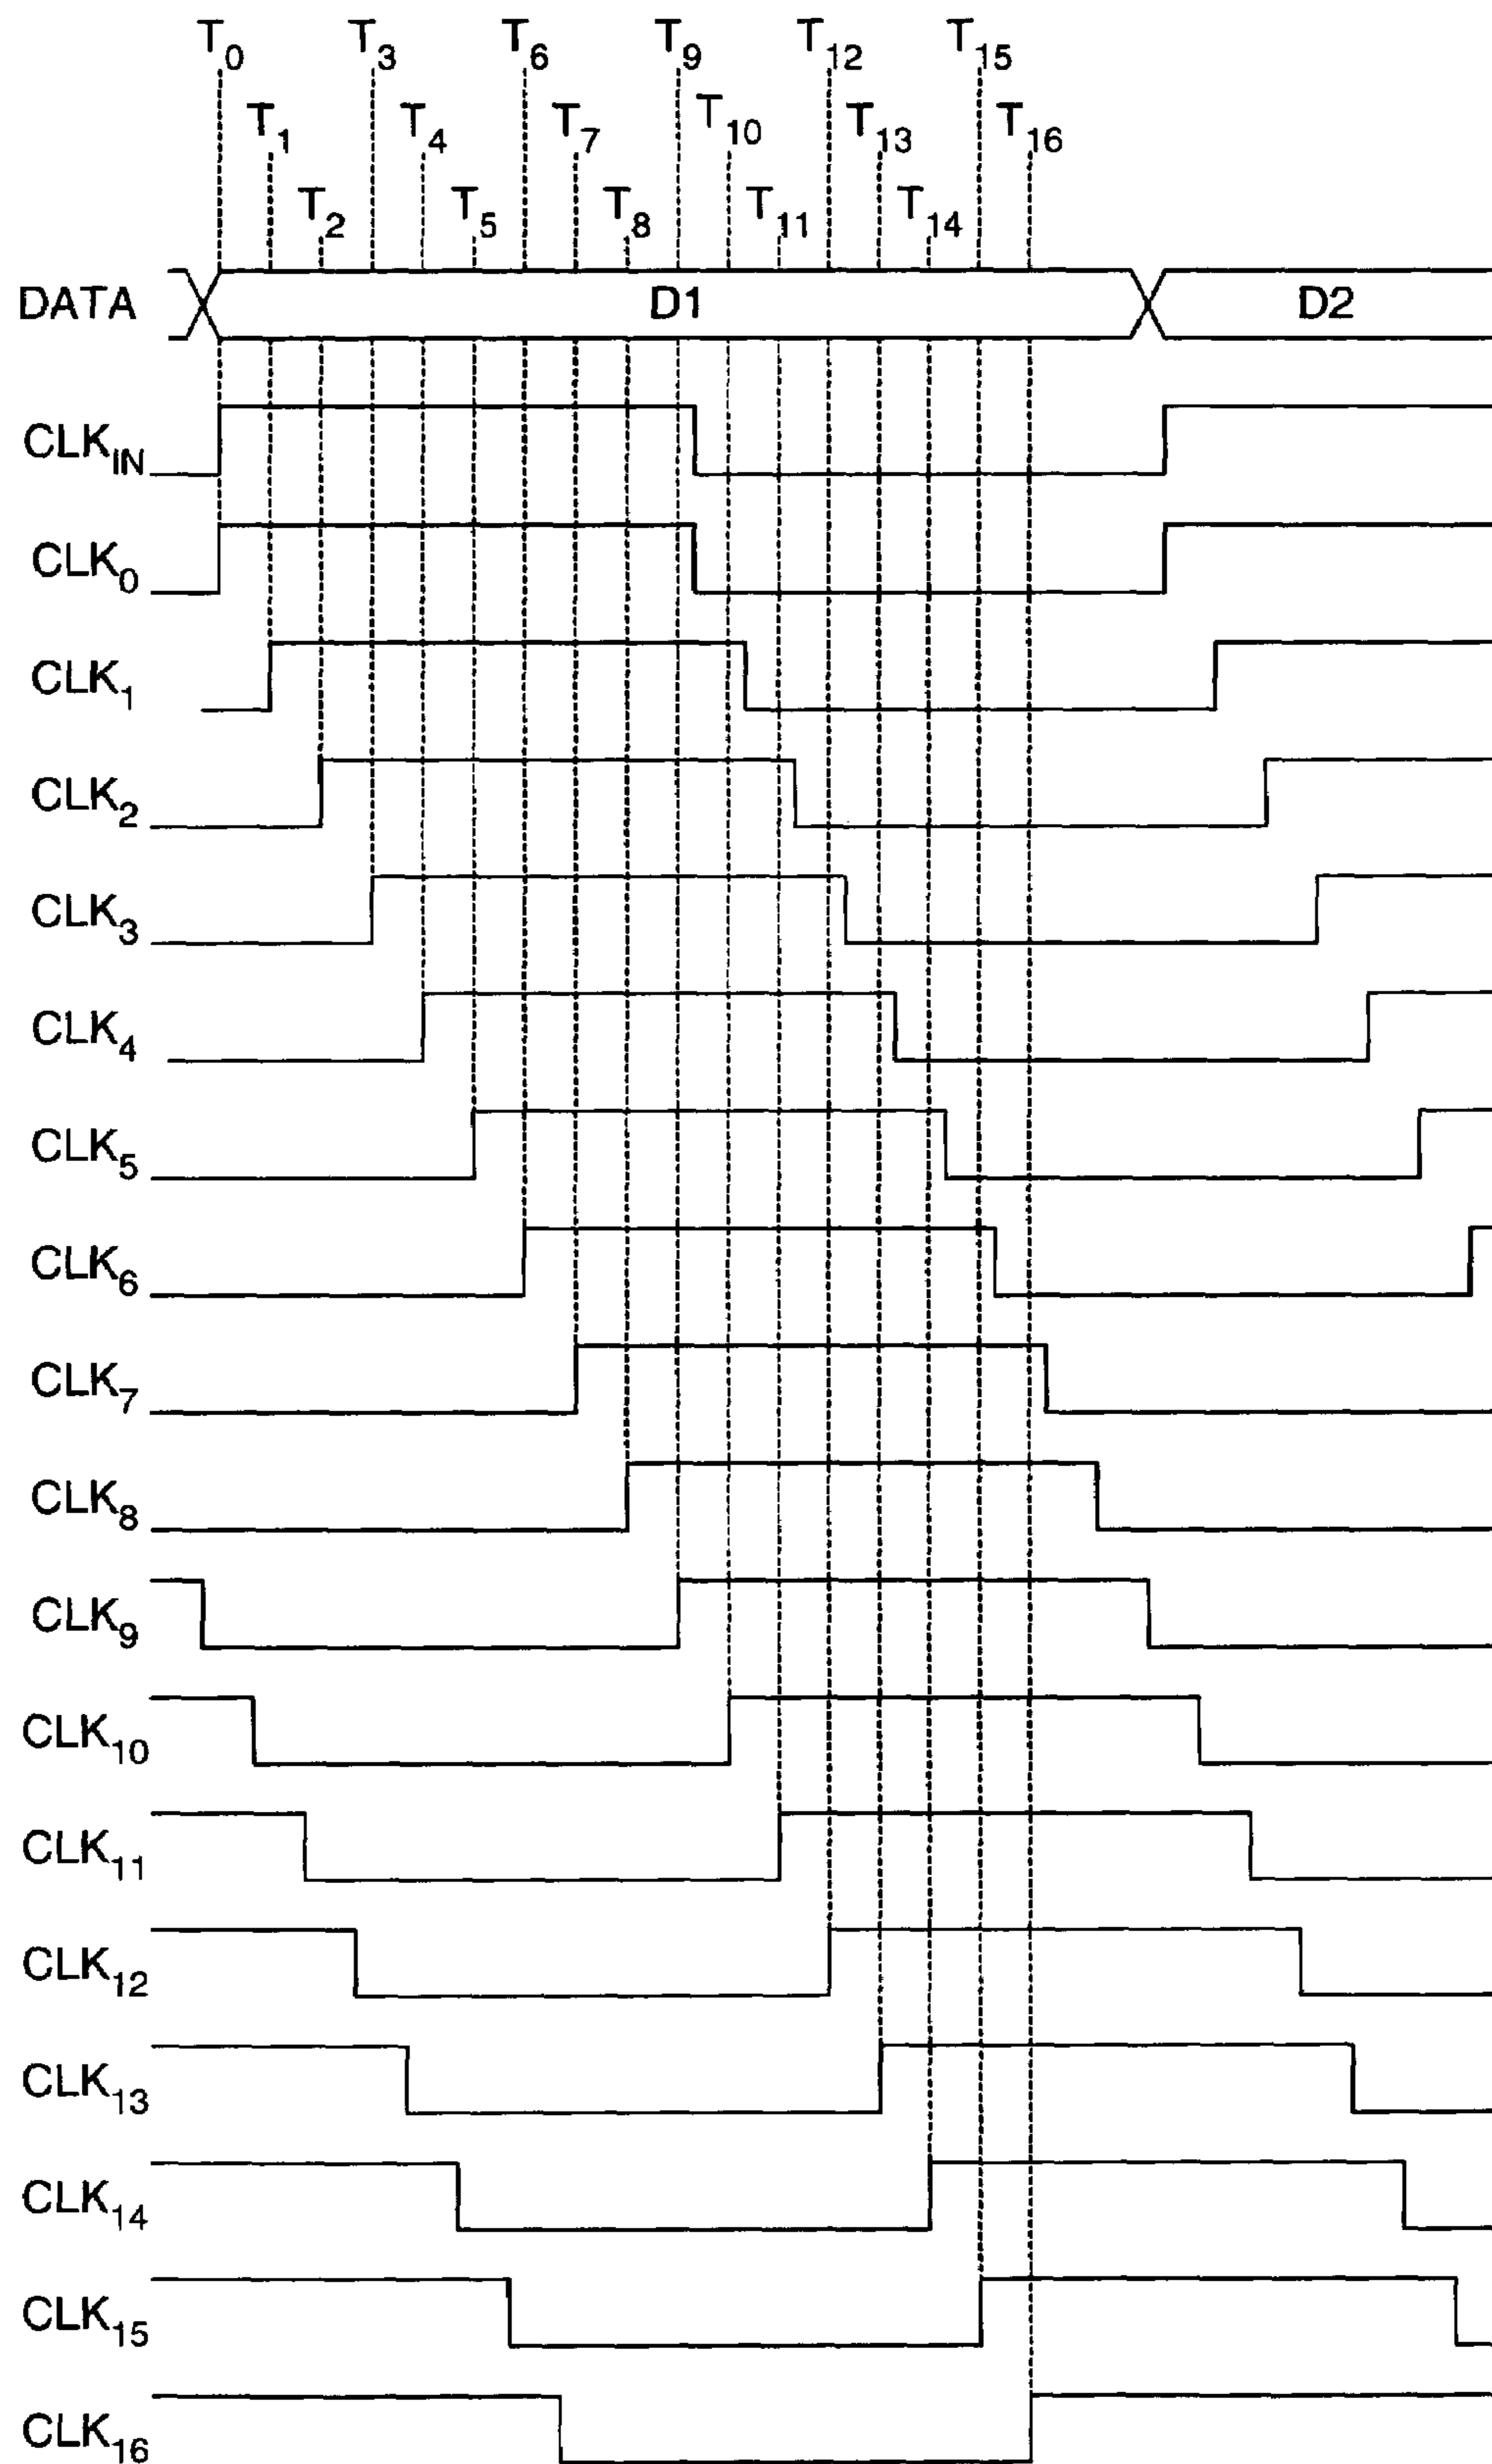 T0 T3 T6 T9 T12 T15
T1 T4 T7 T10 T13 T16
T2 T5 T8 T11 T14
DATA D1 D2
CLKIN
CLK0
CLK1
CLK2
CLK3
CLK4
CLK5
CLK6
CLK7
CLK8
CLK9
CLK10
CLK11
CLK12
CLK13
CLK14
CLK15
CLK16